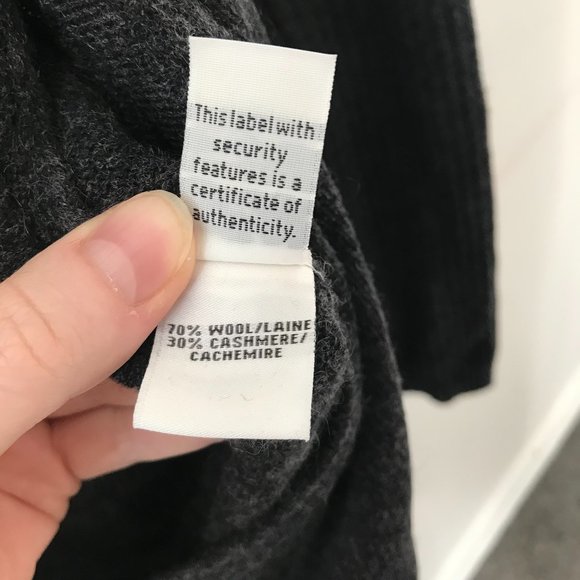 This label with
security
features is a
certificate of
authenticity.
70% WOOL/LAINE
30% CASHMERE/
CACHEMIRE